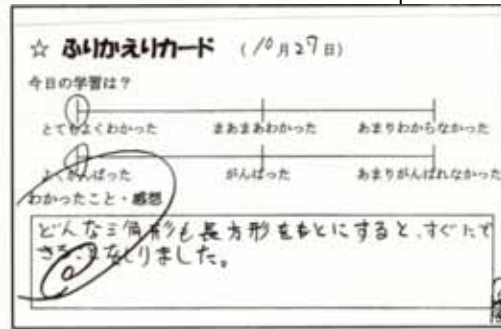 ☆ ふりかえりカード (10月27日)
今日の学習は?
とてもよくわかった まあまあわかった あまりわからなかった
よくがんばった がんばった あまりがんばれなかった
わかったこと・感想
どんな三角形も長方形をもとにすると、すぐにで
きる、としりました。